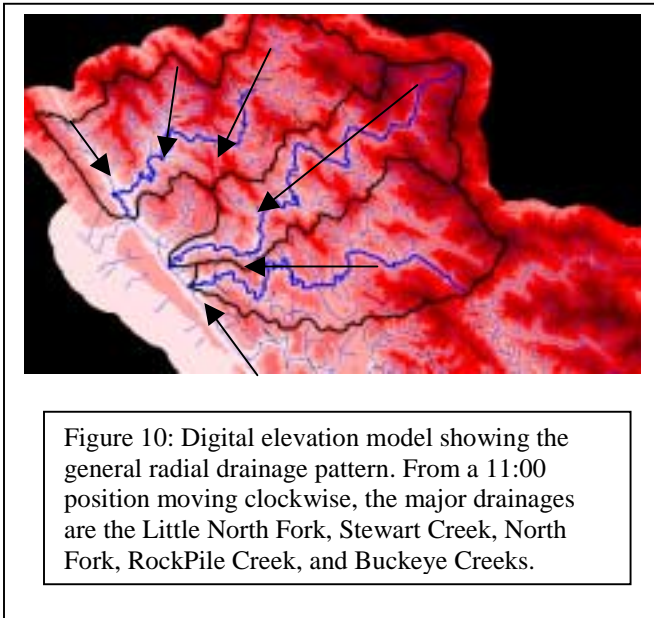 Figure 10: Digital elevation model showing the
general radial drainage pattern. From a 11:00
position moving clockwise, the major drainages
are the Little North Fork, Stewart Creek, North
Fork, RockPile Creek, and Buckeye Creeks.